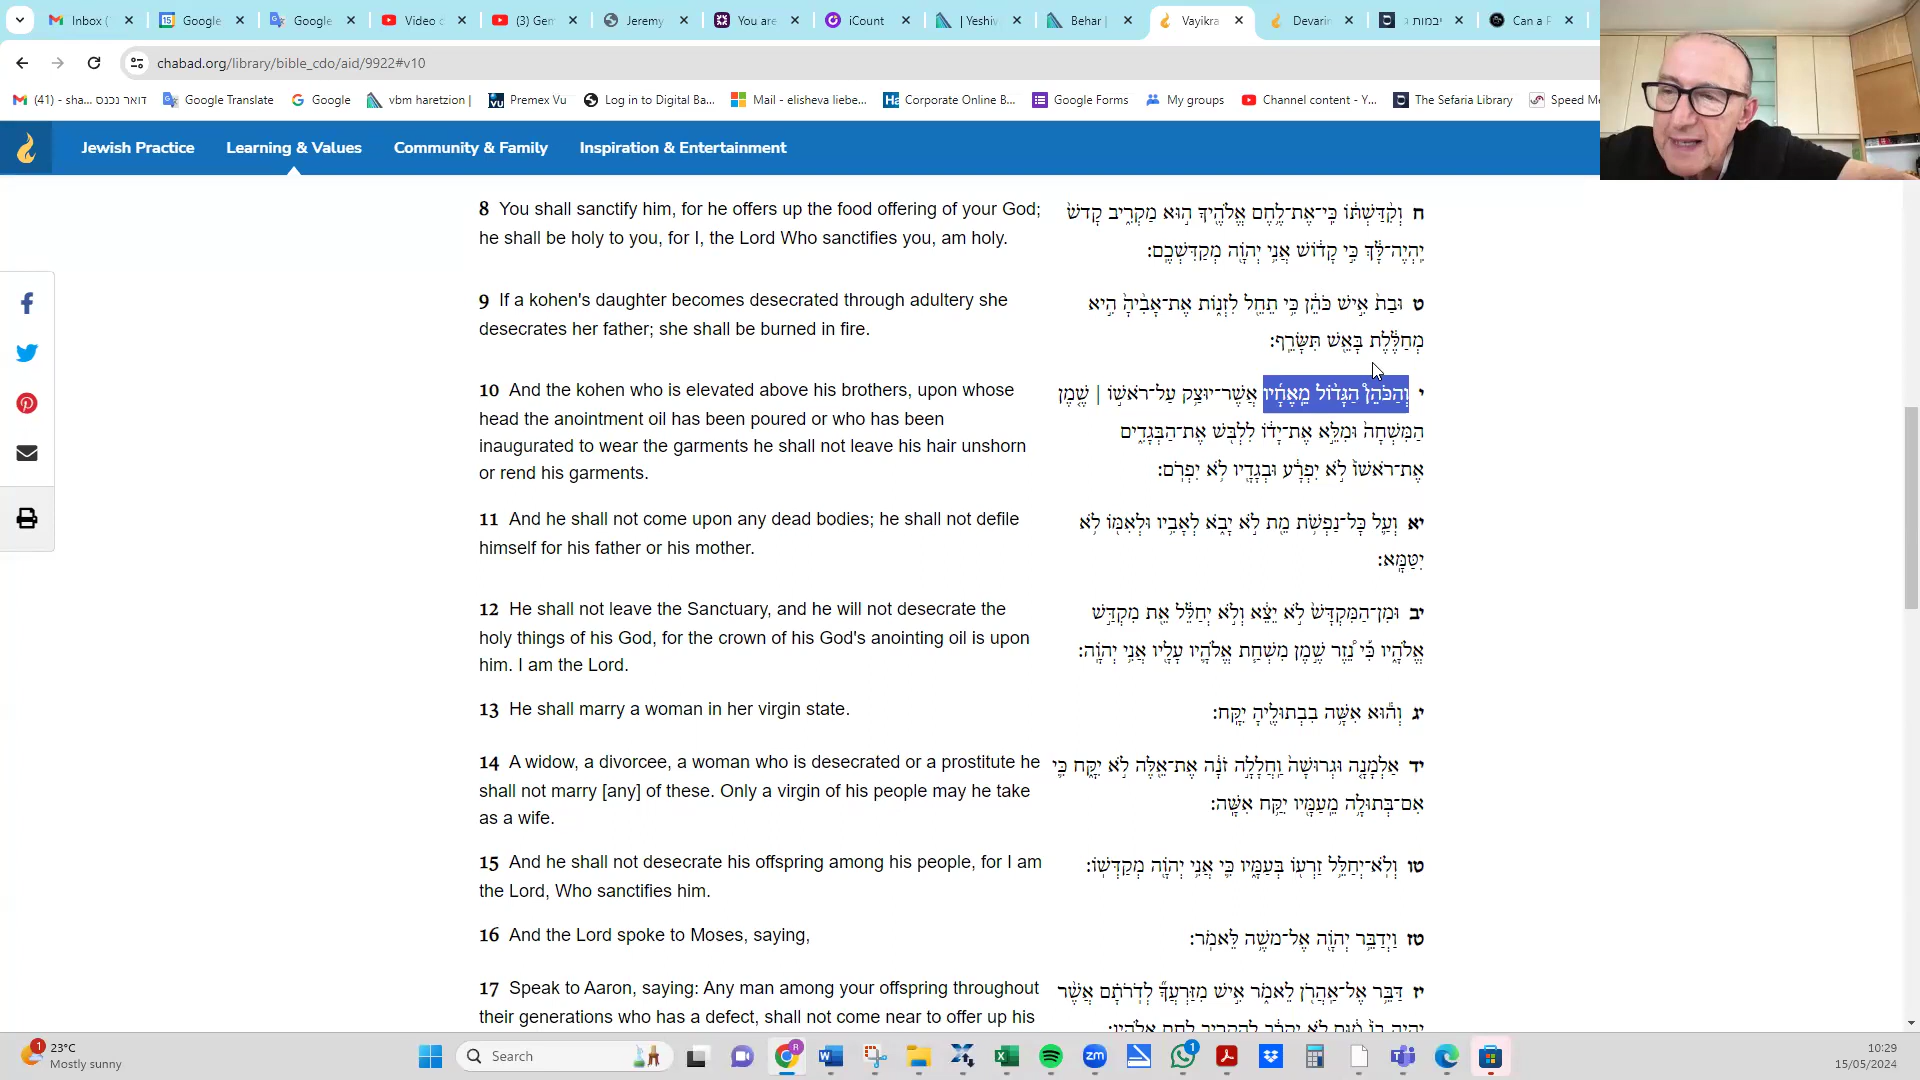 Inbox (
Google
Google
Video c
(3) Gem
Jeremy
You are
iCount
| Yeshiv
Behar |
Vayikra
Devarim
יבמות ג
Can a F
chabad.org/library/bible_cdo/aid/9922#v10
(41) - sha... דואר נכנס
Google Translate
Google
vbm haretzion |
Premex Vu
Log in to Digital Ba...
Mail - elisheva liebe...
Corporate Online B...
Google Forms
My groups
Channel content - Y...
The Sefaria Library
Speed Me
Jewish Practice
Learning & Values
Community & Family
Inspiration & Entertainment
8 You shall sanctify him, for he offers up the food offering of your God;
he shall be holy to you, for I, the Lord Who sanctifies you, am holy.
ח וְקִ֨דַּשְׁתּ֔וֹ כִּֽי־אֶת־לֶ֥חֶם אֱלֹהֶ֖יךָ ה֣וּא מַקְרִ֑יב קָדשׁ֙
יִֽהְיֶה־לָּ֔ךְ כִּ֣י קָד֔וֹשׁ אֲנִ֥י יְהֹוָ֖ה מְקַדִּשְׁכֶֽם:
9 If a kohen's daughter becomes desecrated through adultery she
desecrates her father; she shall be burned in fire.
ט וּבַת֙ אִ֣ישׁ כֹּהֵ֔ן כִּ֥י תֵחֵ֖ל לִזְנ֑וֹת אֶת־אָבִ֨יהָ֙ הִ֣יא
מְחַלֶּ֔לֶת בָּאֵ֖שׁ תִּשָּׂרֵֽף:
10 And the kohen who is elevated above his brothers, upon whose
head the anointment oil has been poured or who has been
inaugurated to wear the garments he shall not leave his hair unshorn
or rend his garments.
י וְהַכֹּהֵן֩ הַגָּד֨וֹל מֵֽאֶחָ֜יו אֲשֶׁר־יוּצַ֥ק עַל־רֹאשׁ֣וֹ | שֶׁ֤מֶן
הַמִּשְׁחָה֙ וּמִלֵּ֣א אֶת־יָד֔וֹ לִלְבּ֖שׁ אֶת־הַבְּגָדִ֑ים
אֶת־רֹאשׁוֹ֙ לֹ֣א יִפְרָ֔ע וּבְגָדָ֖יו לֹ֥א יִפְרֹֽם:
11 And he shall not come upon any dead bodies; he shall not defile
himself for his father or his mother.
יא וְעַ֛ל כָּל־נַפְשֹׁ֥ת מֵ֖ת לֹ֣א יָבֹ֑א לְאָבִ֥יו וּלְאִמּ֖וֹ לֹ֥א
יִטַּמָּֽא:
12 He shall not leave the Sanctuary, and he will not desecrate the
holy things of his God, for the crown of his God's anointing oil is upon
him. I am the Lord.
יב וּמִן־הַמִּקְדָּשׁ֙ לֹ֣א יֵצֵ֔א וְלֹ֣א יְחַלֵּ֔ל אֵ֖ת מִקְדַּ֣שׁ
אֱלֹהָ֑יו כִּ֡י נֵ֠זֶר שֶׁ֣מֶן מִשְׁחַ֧ת אֱלֹהָ֛יו עָלָ֖יו אֲנִ֥י יְהֹוָֽה:
13 He shall marry a woman in her virgin state.
יג וְה֕וּא אִשָּׁ֥ה בִבְתוּלֶ֖יהָ יִקָּֽח:
14 A widow, a divorcee, a woman who is desecrated or a prostitute he
shall not marry [any] of these. Only a virgin of his people may he take
as a wife.
יד אַלְמָנָ֤ה וּגְרוּשָׁה֙ וַֽחֲלָלָ֣ה זֹנָ֔ה אֶת־אֵ֖לֶּה לֹ֣א יִקָּ֑ח כִּ֛י
אִם־בְּתוּלָ֥ה מֵֽעַמָּ֖יו יִקַּ֥ח אִשָּֽׁה:
15 And he shall not desecrate his offspring among his people, for I am
the Lord, Who sanctifies him.
טו וְלֹֽא־יְחַלֵּ֥ל זַרְע֖וֹ בְּעַמָּ֑יו כִּ֛י אֲנִ֥י יְהֹוָ֖ה מְקַדְּשֽׁוֹ:
16 And the Lord spoke to Moses, saying,
טז וַיְדַבֵּ֥ר יְהֹוָ֖ה אֶל־משֶׁ֥ה לֵּאמֹֽר:
17 Speak to Aaron, saying: Any man among your offspring throughout
their generations who has a defect, shall not come near to offer up his
יז דַּבֵּ֥ר אֶל־אַֽהֲרֹ֖ן לֵאמֹ֑ר אִ֣ישׁ מִזַּרְעֲךָ֞ לְדֹֽרֹתָ֗ם אֲשֶׁ֨ר
יִֽהְיֶ֥ה בוֹ֙ מ֔וּם לֹ֣א יִקְרַ֔ב לְהַקְרִ֖יב לֶ֥חֶם אֱלֹהָֽיו:
1
23°C
Mostly sunny
Search
zm
1
10:29
15/05/2024